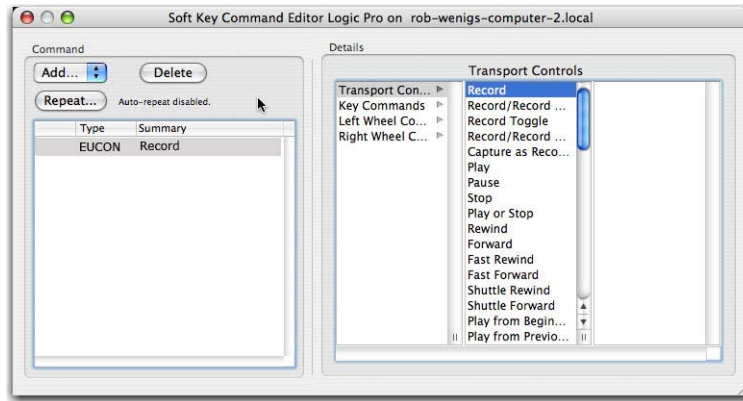 Soft Key Command Editor Logic Pro on rob-wenigs-computer-2.local
Command
Add...
Delete
Repeat...
Auto-repeat disabled.
Type Summary
EUCON Record
Details
Transport Controls
Transport Con...
Key Commands
Left Wheel Co...
Right Wheel C...
Record
Record/Record ...
Record Toggle
Record/Record ...
Capture as Reco...
Play
Pause
Stop
Play or Stop
Rewind
Forward
Fast Rewind
Fast Forward
Shuttle Rewind
Shuttle Forward
Play from Begin...
Play from Previo...